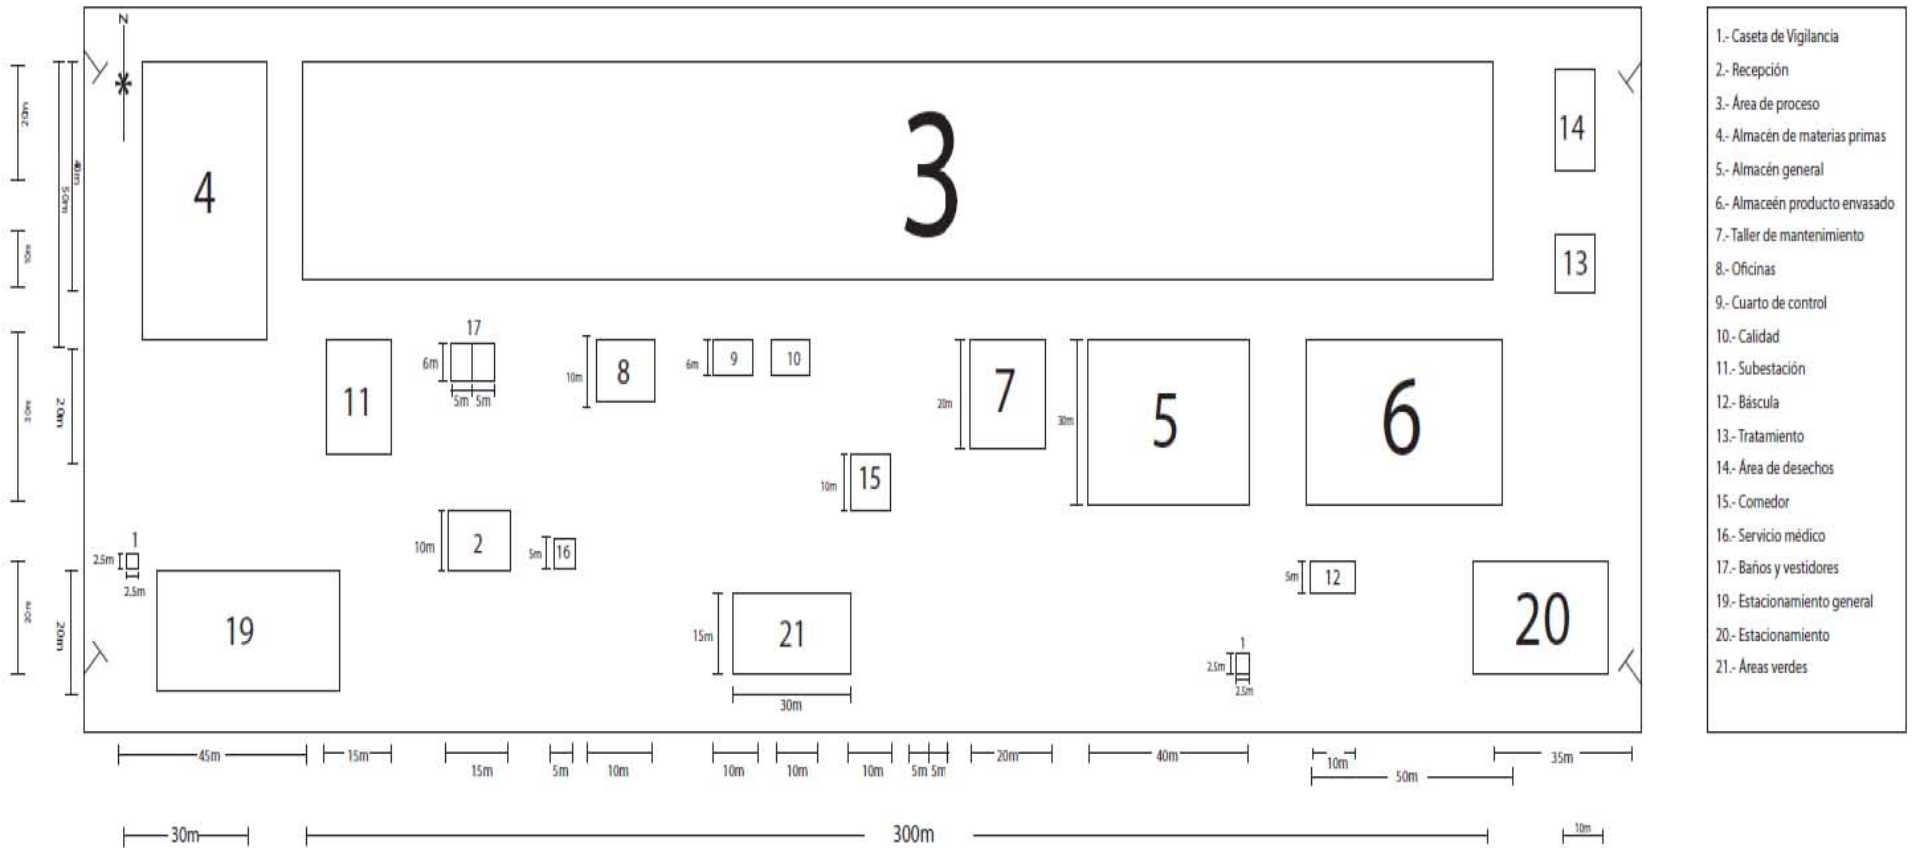 N
20m
10m
30m
20m
50m
40m
20m
20m
4
3
14
13
17
6m
5m 5m
11
8
10m
6m
9
10
7
20m
5
30m
6
15
10m
2
10m
16
5m
1
2.5m
2.5m
19
21
15m
30m
12
5m
1
2.5m
2.5m
20
45m
15m
15m
5m
10m
10m
10m
10m
5m 5m
20m
40m
10m
50m
35m
30m
300m
10m
1.- Caseta de Vigilancia
2.- Recepción
3.- Área de proceso
4.- Almacén de materias primas
5.- Almacén general
6.- Almaceén producto envasado
7.- Taller de mantenimiento
8.- Oficinas
9.- Cuarto de control
10.- Calidad
11.- Subestación
12.- Báscula
13.- Tratamiento
14.- Área de desechos
15.- Comedor
16.- Servicio médico
17.- Baños y vestidores
19.- Estacionamiento general
20.- Estacionamiento
21.- Áreas verdes